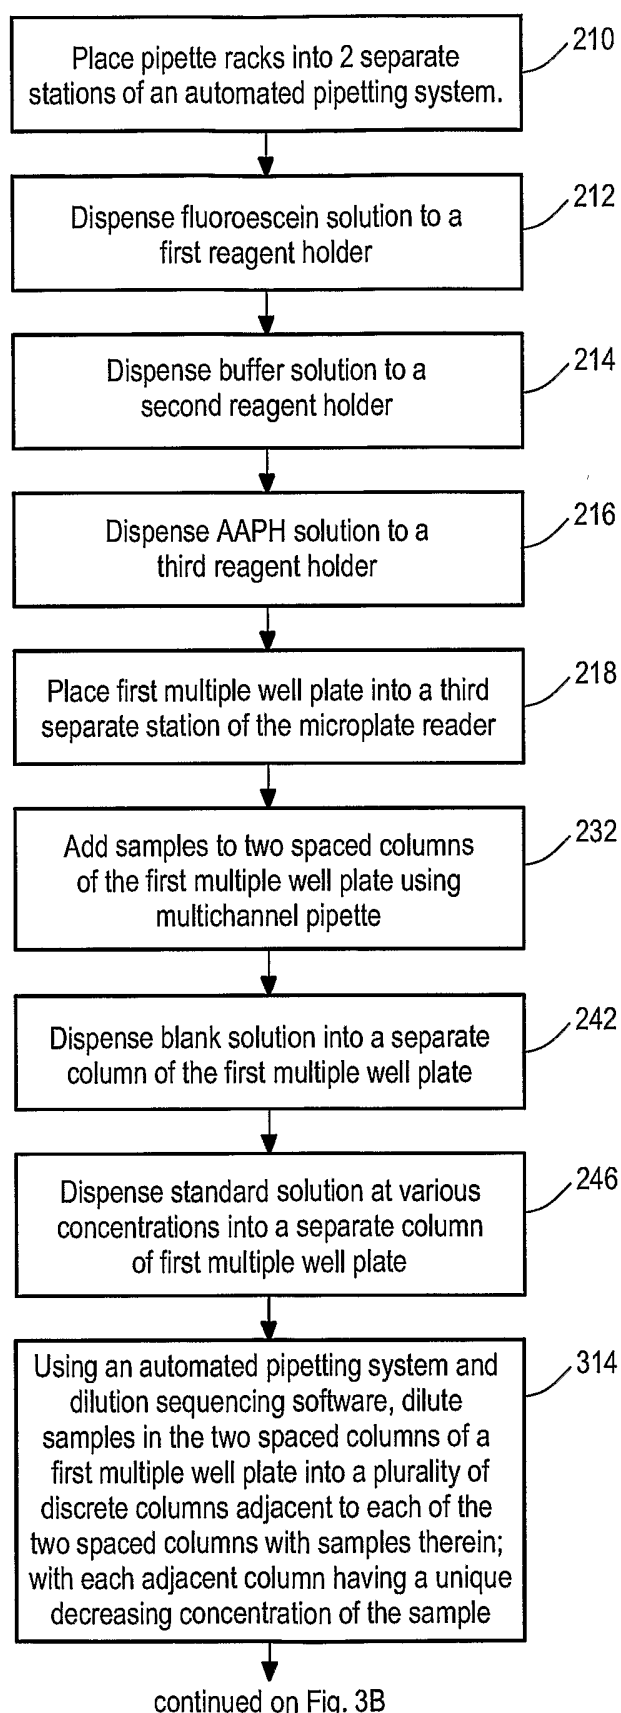 Place pipette racks into 2 separate
stations of an automated pipetting system.
210
Dispense fluoroescein solution to a
first reagent holder
212
Dispense buffer solution to a
second reagent holder
214
Dispense AAPH solution to a
third reagent holder
216
Place first multiple well plate into a third
separate station of the microplate reader
218
Add samples to two spaced columns
of the first multiple well plate using
multichannel pipette
232
Dispense blank solution into a separate
column of the first multiple well plate
242
Dispense standard solution at various
concentrations into a separate column
of first multiple well plate
246
Using an automated pipetting system and
dilution sequencing software, dilute
samples in the two spaced columns of a
first multiple well plate into a plurality of
discrete columns adjacent to each of the
two spaced columns with samples therein;
with each adjacent column having a unique
decreasing concentration of the sample
314
continued on Fig. 3B